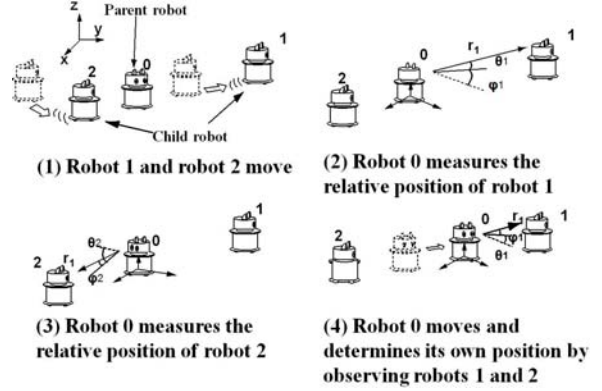 Parent robot
z
y
x
2
0
1
Child robot
(1) Robot 1 and robot 2 move
0
1
r1
θ1
φ1
2
(2) Robot 0 measures the
relative position of robot 1
1
0
θ2
2
r1
φ2
(3) Robot 0 measures the
relative position of robot 2
0
1
r1
φ1
θ1
2
(4) Robot 0 moves and
determines its own position by
observing robots 1 and 2